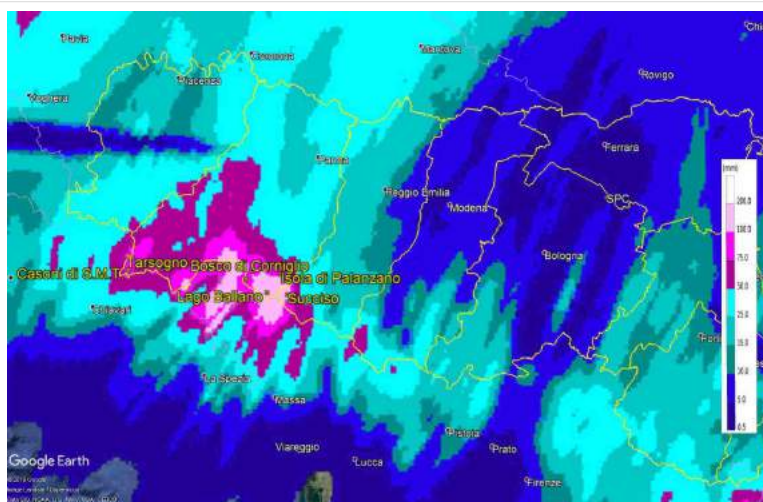 Pavia
Cremona
Mantova
Rovigo
Piacenza
Voghera
Ferrara
Parma
Reggio Emilia
Modena
SPC
Bologna
Tarsogno
Bosco di Corniglio
Casoni di S.M.T
Isola di Palanzano
Lago Ballano
Succiso
Chiavari
La Spezia
Massa
Viareggio
Lucca
Pistoia
Prato
Firenze
(mm)
200.0
100.0
70.0
50.0
25.0
15.0
10.0
5.0
0.5
Google Earth